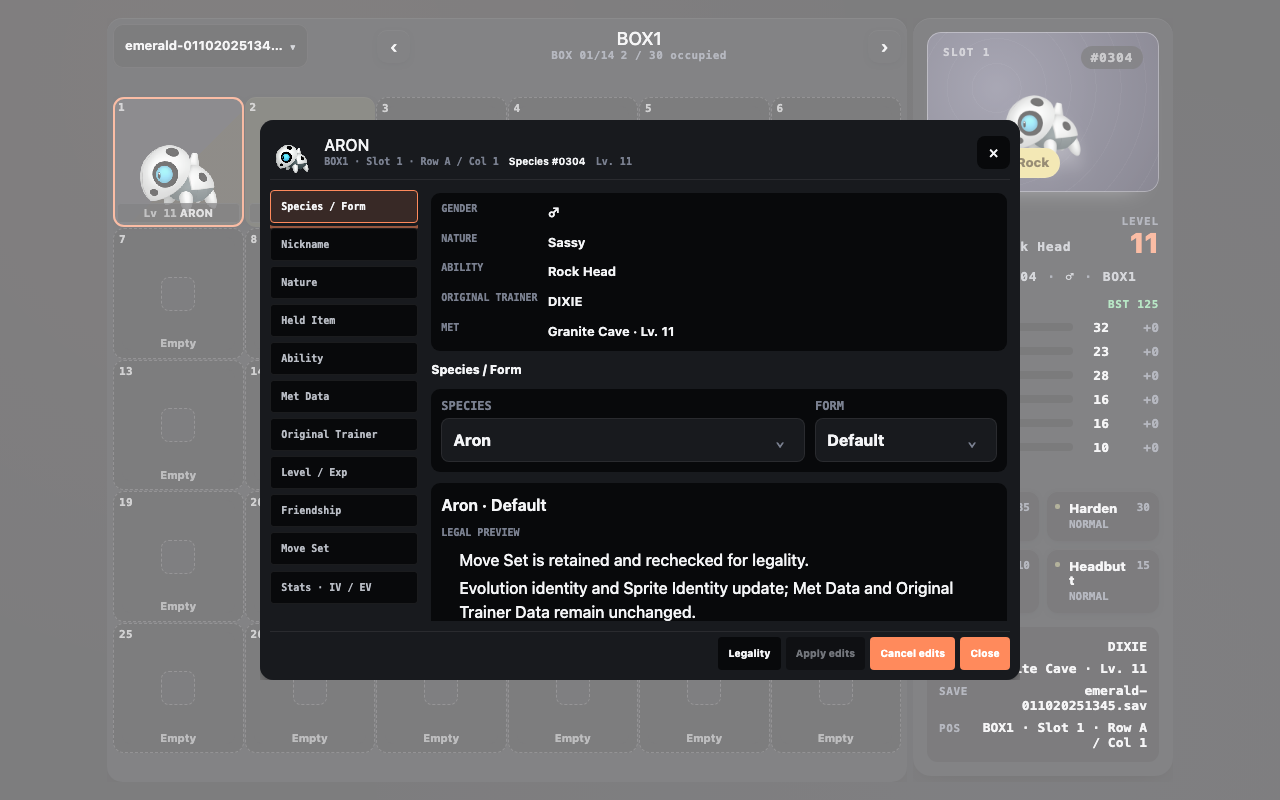 emerald-01102025134... ▾
‹
BOX1
BOX 01/14 2 / 30 occupied
›
SLOT 1
#0304
1
2
3
4
5
6
Lv 11 ARON
Rock
ARON
BOX1 · Slot 1 · Row A / Col 1 Species #0304 Lv. 11
×
Species / Form
Nickname
Nature
Held Item
Ability
Met Data
Original Trainer
Level / Exp
Friendship
Move Set
Stats · IV / EV
GENDER ♂
NATURE Sassy
ABILITY Rock Head
ORIGINAL TRAINER DIXIE
MET Granite Cave · Lv. 11
Species / Form
SPECIES
Aron
FORM
Default
Aron · Default
LEGAL PREVIEW
Move Set is retained and rechecked for legality.
Evolution identity and Sprite Identity update; Met Data and Original
Trainer Data remain unchanged.
Legality
Apply edits
Cancel edits
Close
7
8
Empty
13
Empty
19
Empty
25
Empty
Empty
Empty
Empty
Empty
Empty
LEVEL
k Head 11
04 · ♂ · BOX1
BST 125
32 +0
23 +0
28 +0
16 +0
16 +0
10 +0
Harden 30
NORMAL
Headbut
t 15
NORMAL
DIXIE
te Cave · Lv. 11
SAVE emerald-
011020251345.sav
POS BOX1 · Slot 1 · Row A
/ Col 1